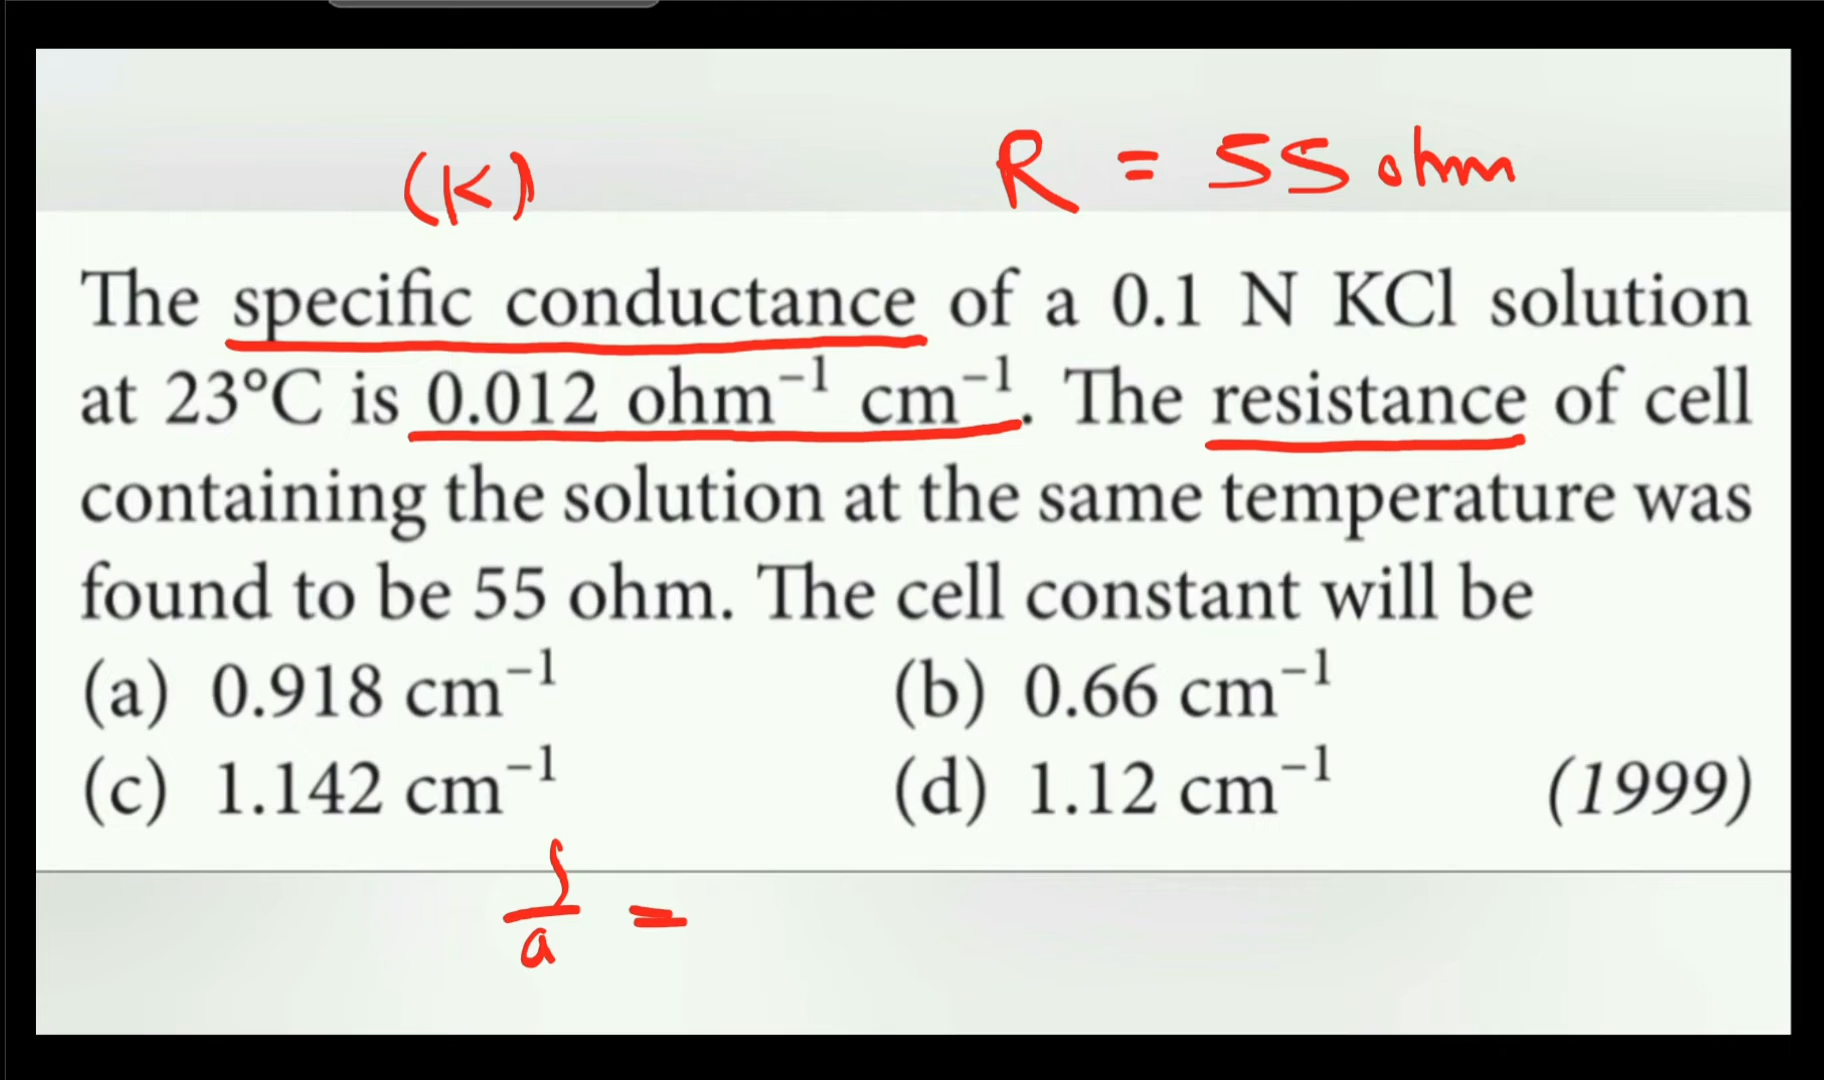 (K) R = 55 ohm
The specific conductance of a 0.1 N KCl solution
at 23°C is 0.012 ohm⁻¹ cm⁻¹. The resistance of cell
containing the solution at the same temperature was
found to be 55 ohm. The cell constant will be
(a) 0.918 cm⁻¹ (b) 0.66 cm⁻¹
(c) 1.142 cm⁻¹ (d) 1.12 cm⁻¹ (1999)
l/a =